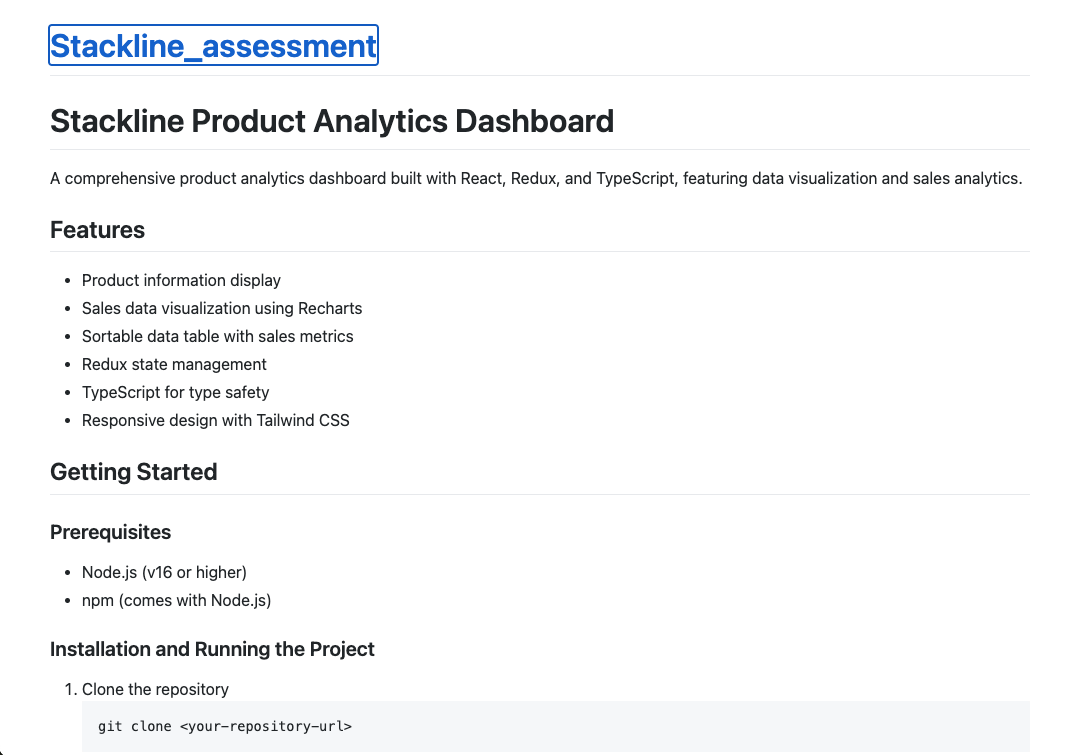 Stackline_assessment
Stackline Product Analytics Dashboard
A comprehensive product analytics dashboard built with React, Redux, and TypeScript, featuring data visualization and sales analytics.
Features
• Product information display
• Sales data visualization using Recharts
• Sortable data table with sales metrics
• Redux state management
• TypeScript for type safety
• Responsive design with Tailwind CSS
Getting Started
Prerequisites
• Node.js (v16 or higher)
• npm (comes with Node.js)
Installation and Running the Project
1. Clone the repository
git clone <your-repository-url>